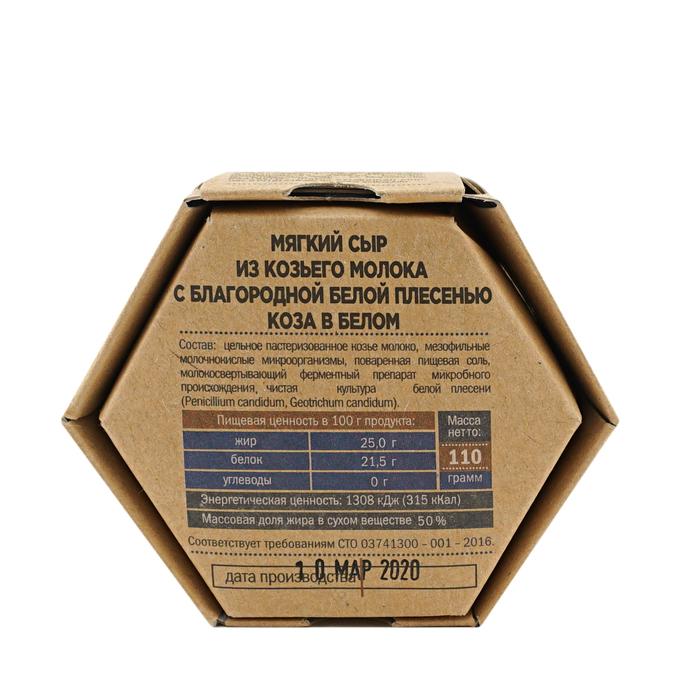 МЯГКИЙ СЫР
ИЗ КОЗЬЕГО МОЛОКА
С БЛАГОРОДНОЙ БЕЛОЙ ПЛЕСЕНЬЮ
КОЗА В БЕЛОМ
Состав: цельное пастеризованное козье молоко, мезофильные
молочнокислые микроорганизмы, поваренная пищевая соль,
молокосвертывающий ферментный препарат микробного
происхождения, чистая культура белой плесени
(Penicillium candidum, Geotrichum candidum).
Пищевая ценность в 100 г продукта:
жир 25,0 г
белок 21,5 г
углеводы 0 г
Масса
нетто:
110
грамм
Энергетическая ценность: 1308 кДж (315 кКал)
Массовая доля жира в сухом веществе 50%
Соответствует требованиям СТО 03741300 - 001 - 2016.
дата производства 10 МАР 2020